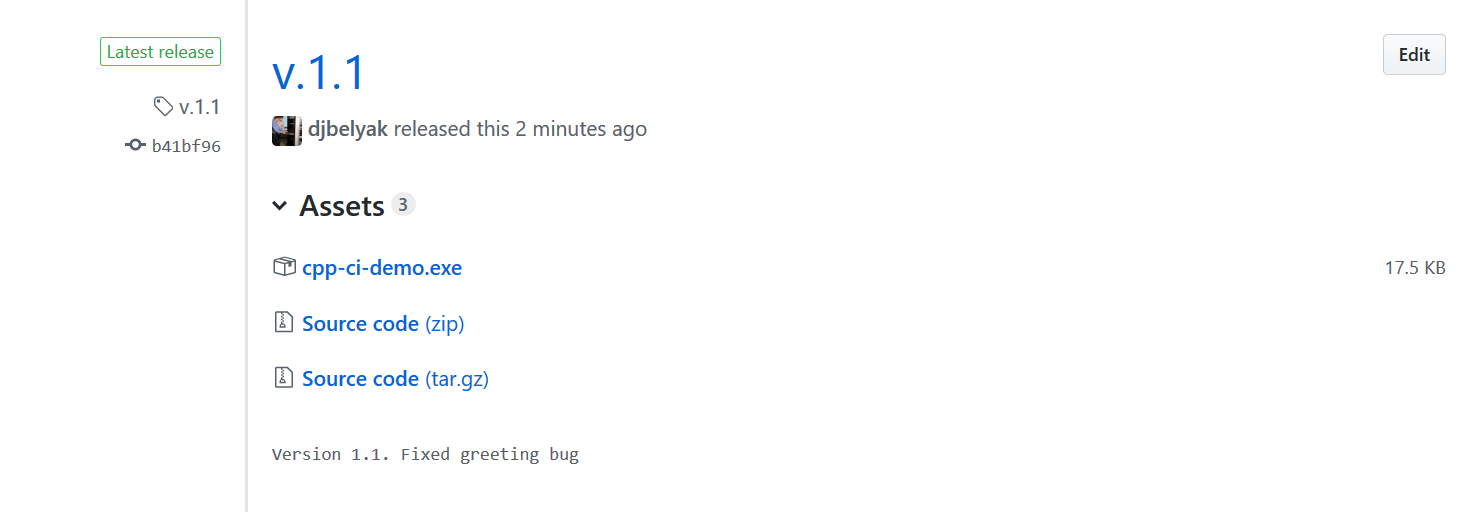 Latest release
v.1.1
b41bf96
v.1.1
Edit
djbelyak released this 2 minutes ago
Assets 3
cpp-ci-demo.exe 17.5 KB
Source code (zip)
Source code (tar.gz)
Version 1.1. Fixed greeting bug